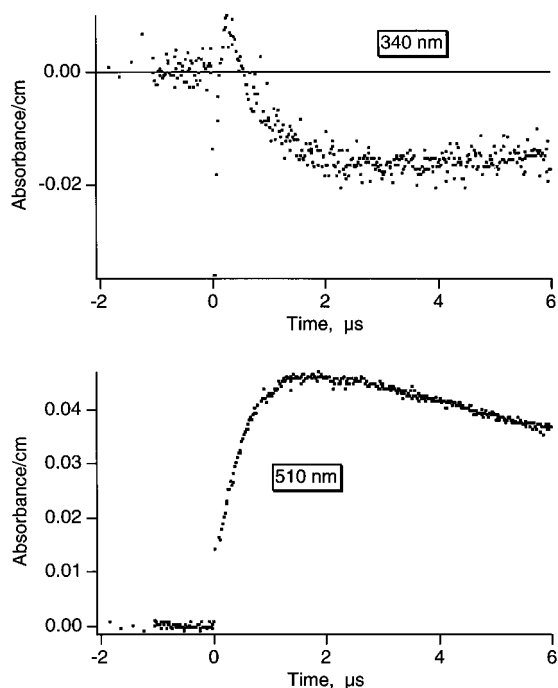 340 nm
0.00
-0.02
Absorbance/cm
-2 0 2 4 6
Time, µs
0.04
0.03
0.02
0.01
0.00
Absorbance/cm
510 nm
-2 0 2 4 6
Time, µs